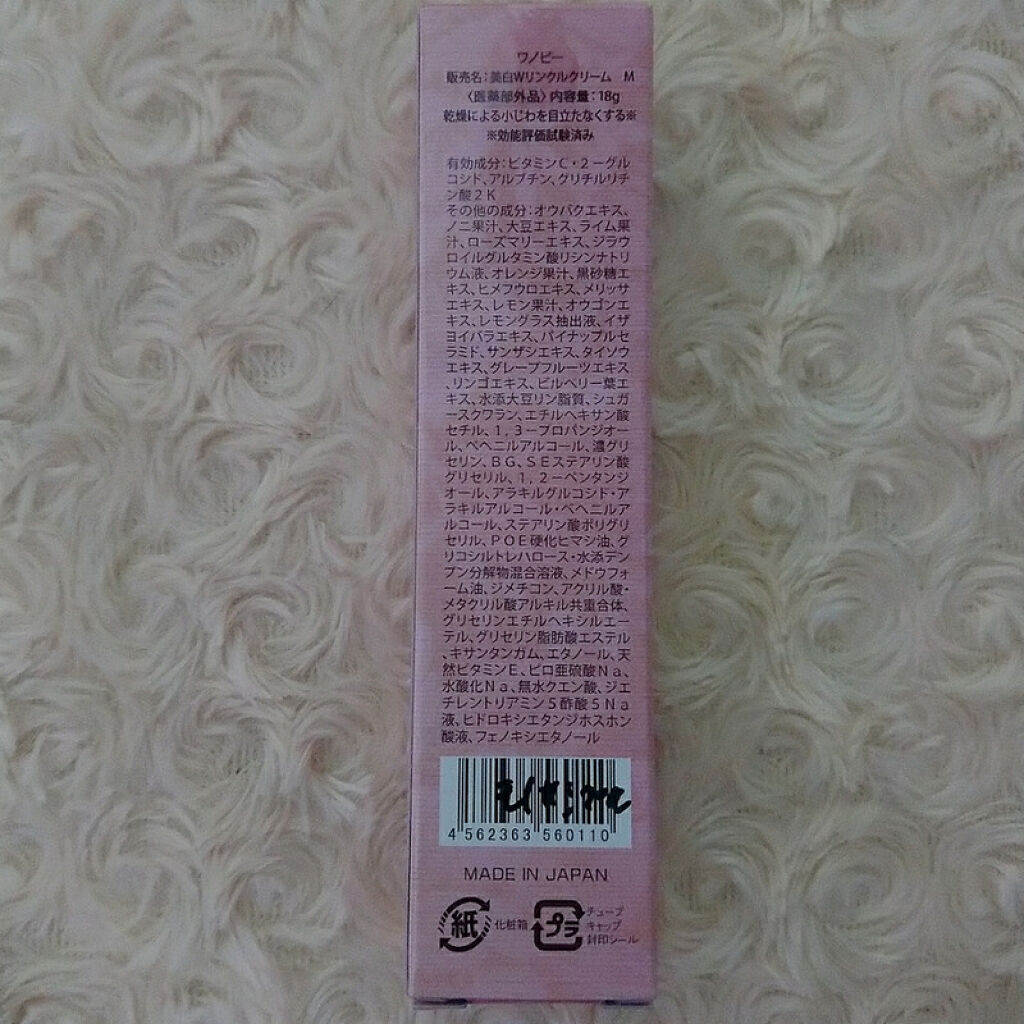 ワノビー
販売名:美白Wリンクルクリーム M
〈医薬部外品〉内容量:18g
乾燥による小じわを目立たなくする※
※効能評価試験済み
有効成分:ビタミンC・2-グル
コシド、アルブチン、グリチルリチ
ン酸2K
その他の成分:オウバクエキス、
ノニ果汁、大豆エキス、ライム果
汁、ローズマリーエキス、ジラウ
ロイルグルタミン酸リシンナトリ
ウム液、オレンジ果汁、黒砂糖エ
キス、ヒメフウロエキス、メリッサ
エキス、レモン果汁、オウゴンエ
キス、レモングラス抽出液、イザ
ヨイバラエキス、パイナップルセ
ラミド、サンザシエキス、タイソウ
エキス、グレープフルーツエキス
、リンゴエキス、ビルベリー葉エ
キス、水添大豆リン脂質、シュガ
ースクワラン、エチルヘキサン酸
セチル、1,3-プロパンジオー
ル、ベヘニルアルコール、濃グリ
セリン、BG、SEステアリン酸
グリセリル、1,2-ペンタンジ
オール、アラキルグルコシド・ア
ラキルアルコール・ベヘニルア
ルコール、ステアリン酸ポリグリ
セリル、POE硬化ヒマシ油、グ
リコシルトレハロース・水添デン
プン分解物混合溶液、メドウフォ
ーム油、ジメチコン、アクリル酸・
メタクリル酸アルキル共重合体、
グリセリンエチルヘキシルエー
テル、グリセリン脂肪酸エステル
、キサンタンガム、エタノール、天
然ビタミンE、ピロ亜硫酸Na、
水酸化Na、無水クエン酸、ジエ
チレントリアミン5酢酸5Na
液、ヒドロキシエタンジホスホン
酸液、フェノキシエタノール
4 562363 560110
MADE IN JAPAN
紙 化粧箱
プラ チューブ
キャップ
封印シール